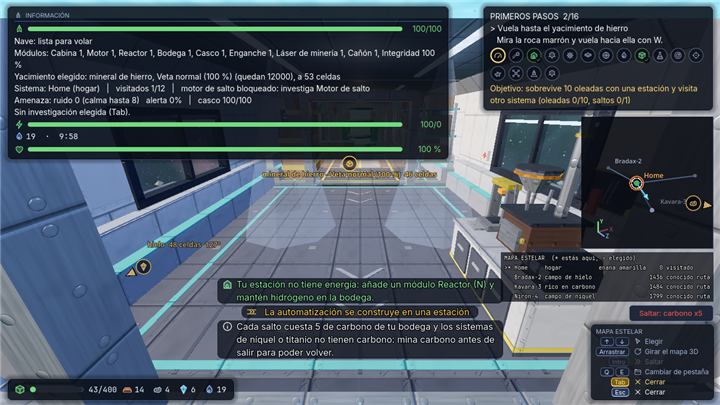 INFORMACIÓN
100/100
Nave: lista para volar
Módulos: Cabina 1, Motor 1, Reactor 1, Bodega 1, Casco 1, Enganche 1, Láser de minería 1, Cañón 1, Integridad 100
%
Yacimiento elegido: mineral de hierro, Veta normal (100 %) (quedan 12000), a 53 celdas
Sistema: Home (hogar) | visitados 1/12 | motor de salto bloqueado: investiga Motor de salto
Amenaza: ruido 0 (calma hasta 8) alerta 0% | casco 100/100
Sin investigación elegida (Tab).
100/0
19 · 9:58
100 %
PRIMEROS PASOS 2/16
> Vuela hasta el yacimiento de hierro
Mira la roca marrón y vuela hacia ella con W.
Objetivo: sobrevive 10 oleadas con una estación y visita
otro sistema (oleadas 0/10, saltos 0/1)
mineral de hierro · Veta normal (100 %) 46 celdas
hielo 48 celdas 127°
Bradax-2
Home
Kavara-3
Y
X
Z
MAPA ESTELAR (* estás aquí, > elegido)
>* Home hogar enana amarilla 8 visitado
Bradax-2 campo de hielo 1436 conocido ruta
Kavara-3 rico en carbono 1484 conocido ruta
Niron-4 campo de níquel 1799 conocido ruta
Saltar: carbono x5
Tu estación no tiene energía: añade un módulo Reactor (N) y
mantén hidrógeno en la bodega.
La automatización se construye en una estación
Cada salto cuesta 5 de carbono de tu bodega y los sistemas
de níquel o titanio no tienen carbono: mina carbono antes de
salir para poder volver.
MAPA ESTELAR
↑ ↓ Elegir
Arrastrar Girar el mapa 3D
Intro Saltar
Q E Cambiar de pestaña
Tab Cerrar
Esc Cerrar
43/400 14 4 6 19